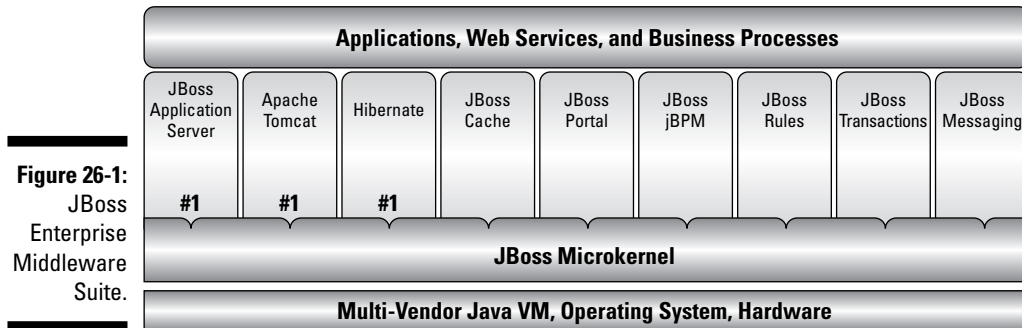 Applications, Web Services, and Business Processes
JBoss
Application
Server
#1
Apache
Tomcat
#1
Hibernate
#1
JBoss
Cache
JBoss
Portal
JBoss
jBPM
JBoss
Rules
JBoss
Transactions
JBoss
Messaging
JBoss Microkernel
Multi-Vendor Java VM, Operating System, Hardware
Figure 26-1:
JBoss
Enterprise
Middleware
Suite.